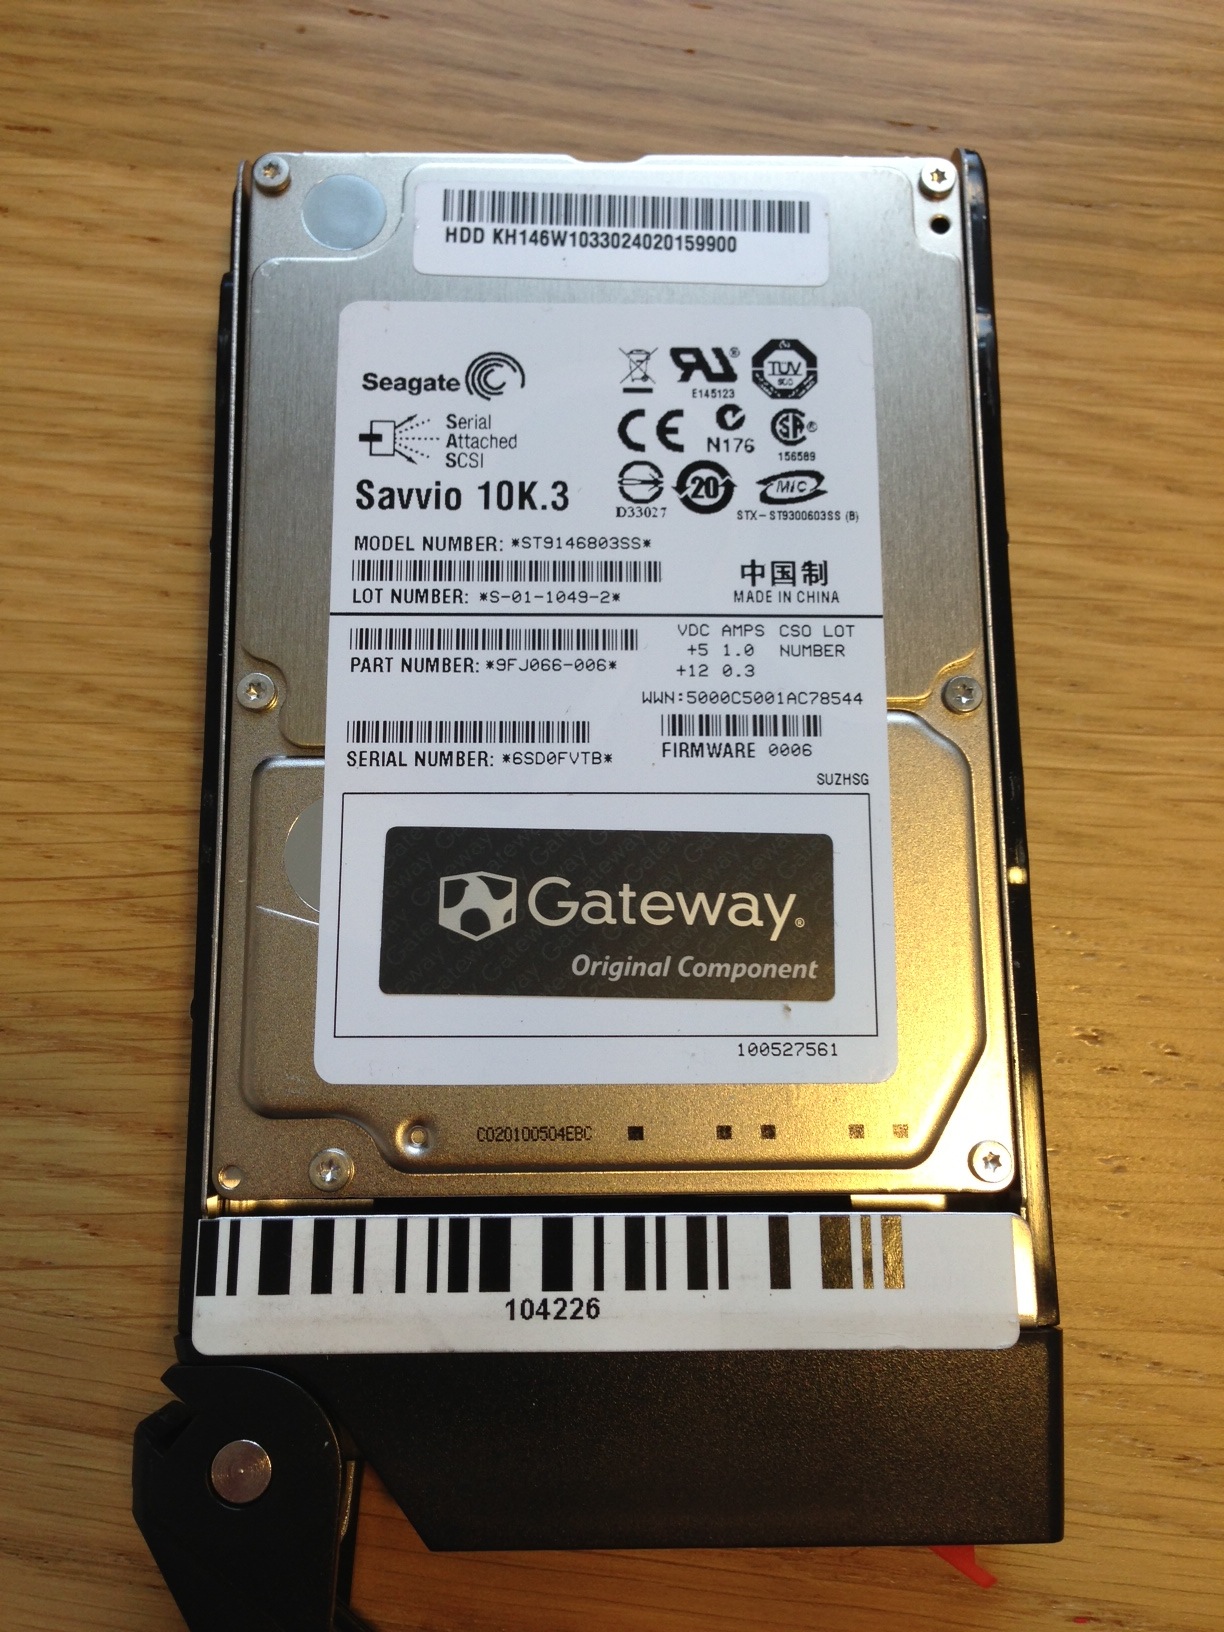 HDD KH146W1033024020159900
Seagate
Serial
Attached
SCSI
Savvio 10K.3
E145123
TUV
N176
156589
D33027
20
MIC
STX-ST9300603SS (B)
MODEL NUMBER: *ST9146803SS*
LOT NUMBER: *S-01-1049-2*
中国制
MADE IN CHINA
PART NUMBER: *9FJ066-006*
VDC AMPS CSO LOT
+5 1.0 NUMBER
+12 0.3
WWN:5000C5001AC78544
SERIAL NUMBER: *6SD0FVTB*
FIRMWARE 0006
SUZHSG
Gateway®
Original Component
100527561
C020100504EBC
104226